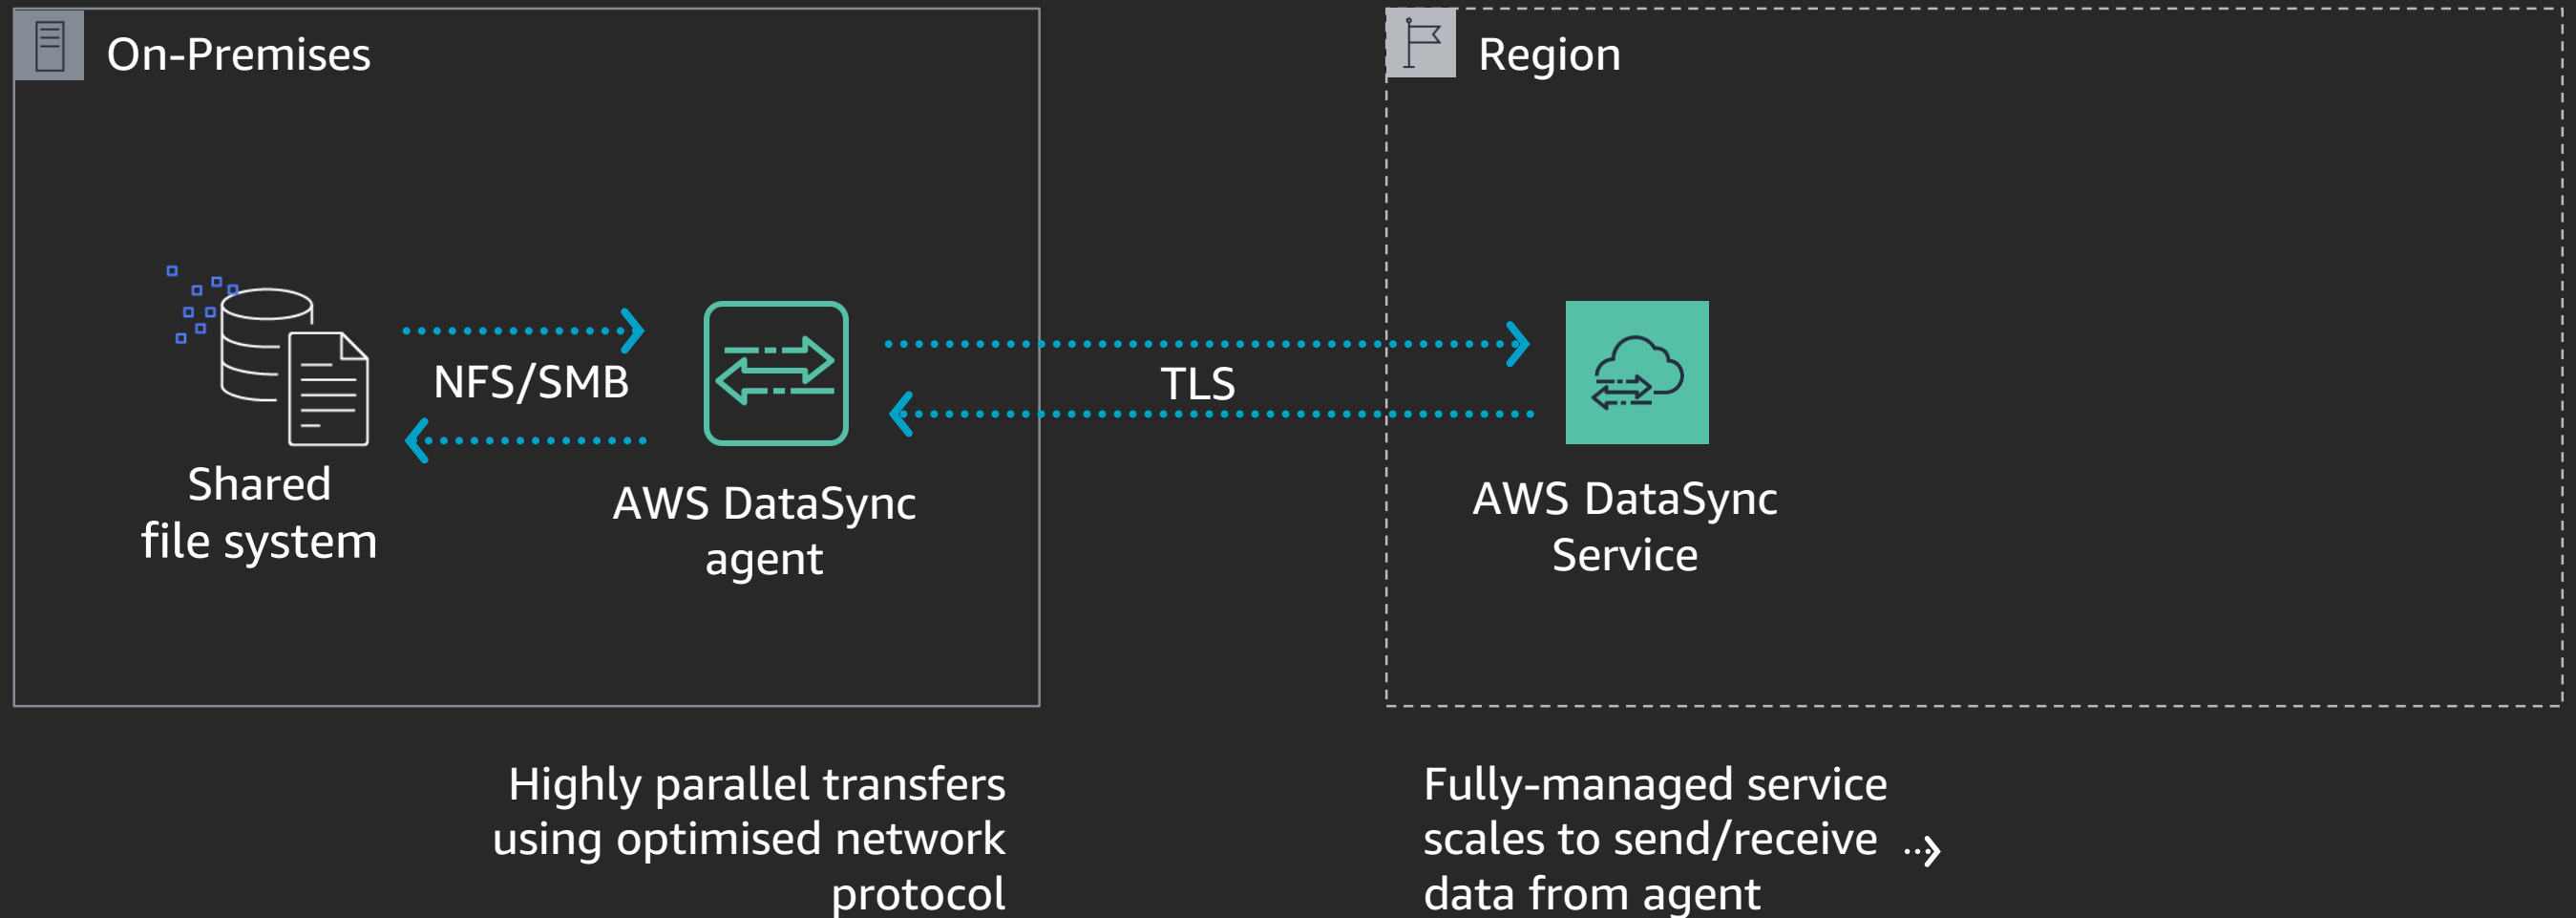 On-Premises
Region
NFS/SMB
TLS
Shared
file system
AWS DataSync
agent
AWS DataSync
Service
Highly parallel transfers
using optimised network
protocol
Fully-managed service
scales to send/receive
data from agent